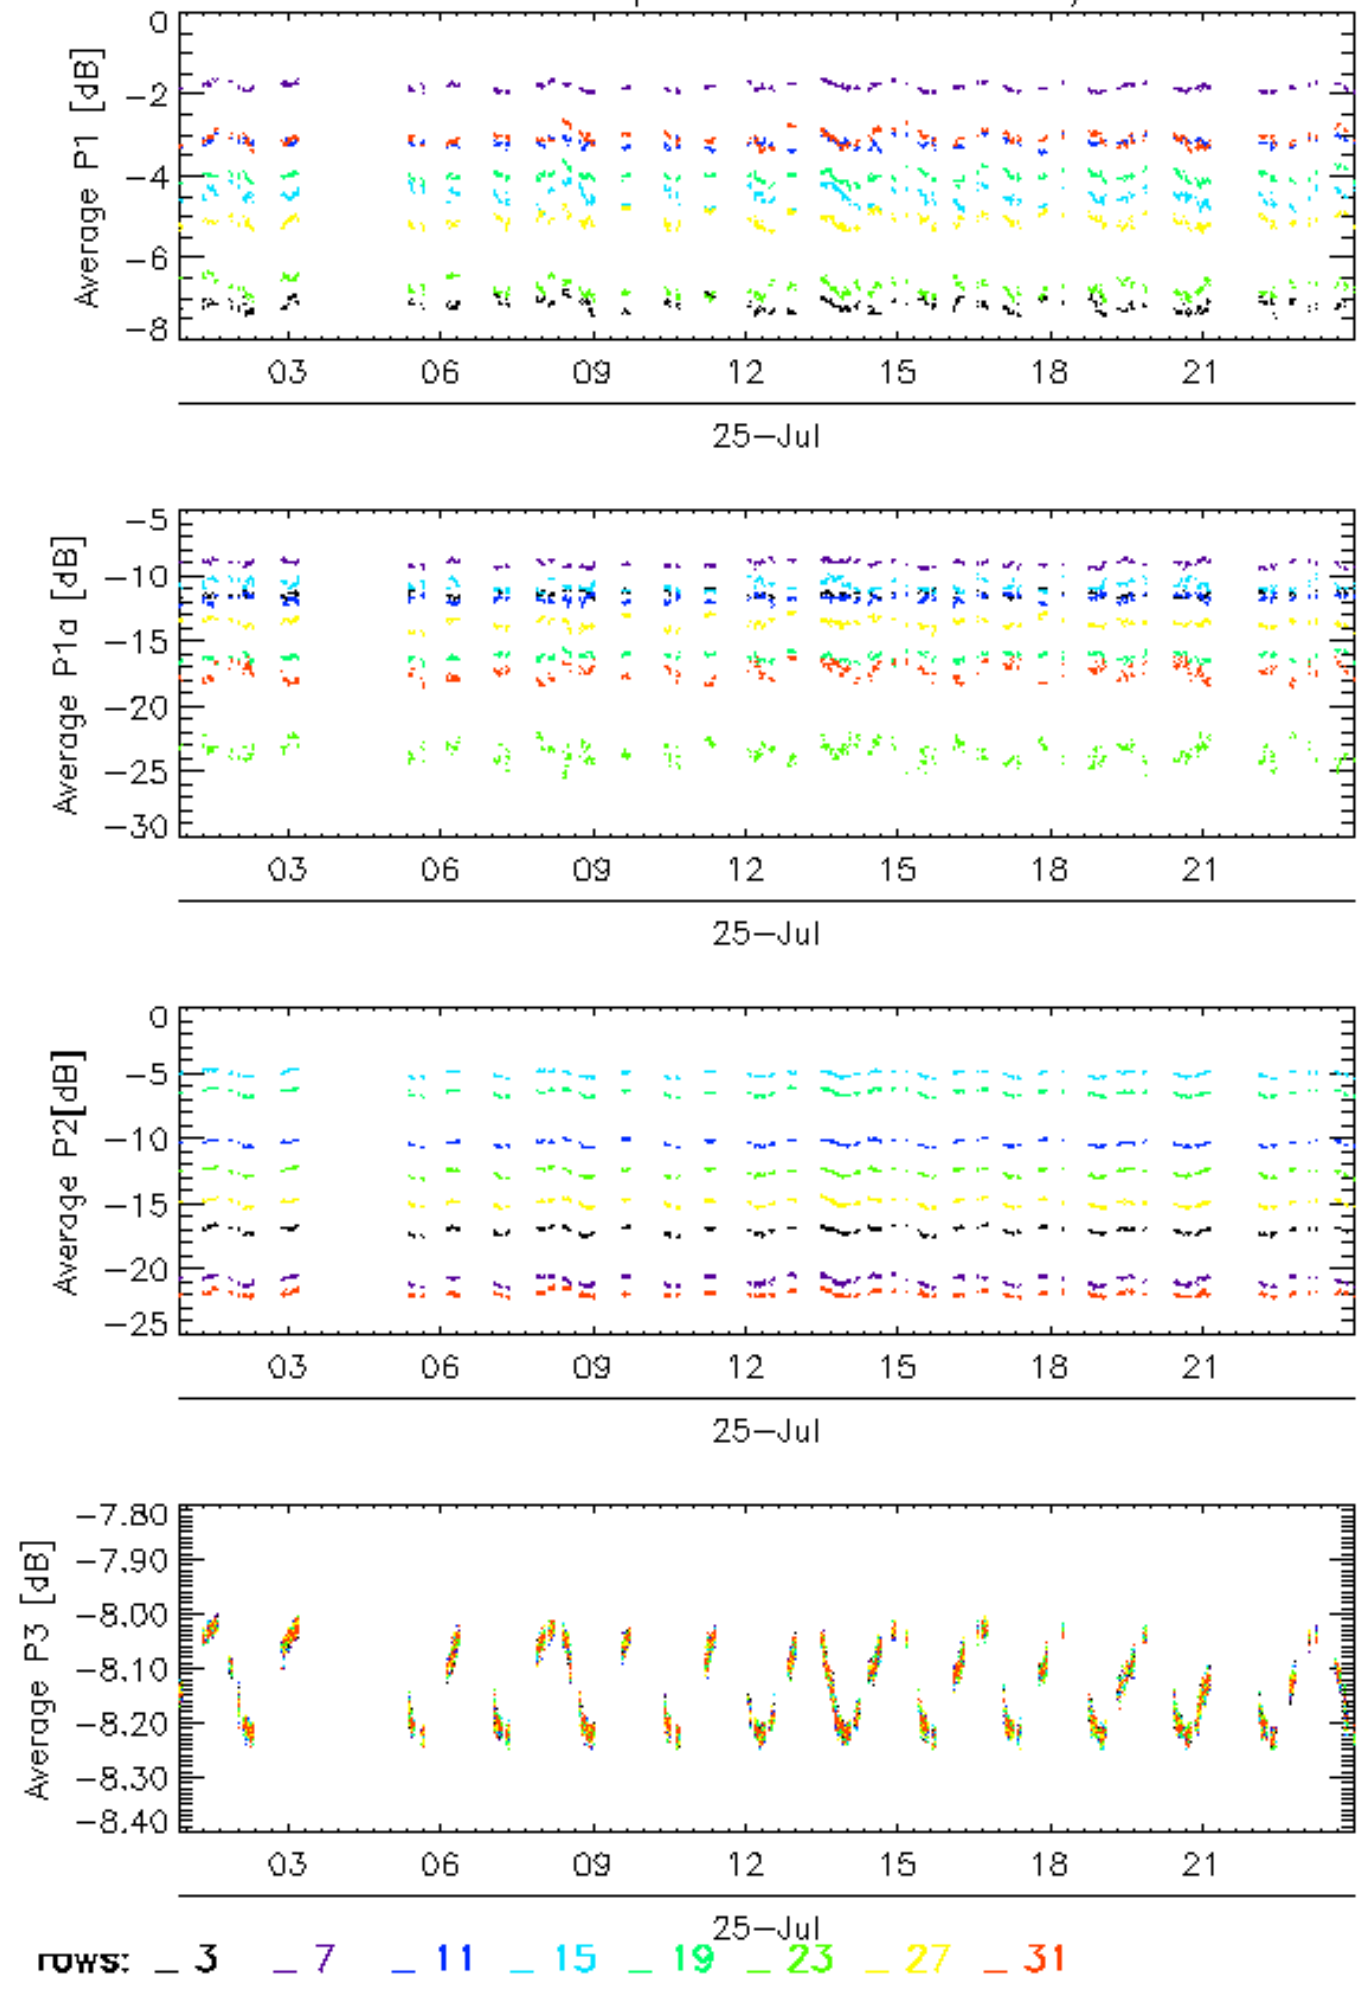 0
−2
−4
−6
−8
Average P1 [dB]
03 06 09 12 15 18 21
25−Jul
−5
−10
−15
−20
−25
−30
Average P1a [dB]
03 06 09 12 15 18 21
25−Jul
0
−5
−10
−15
−20
−25
Average P2[dB]
03 06 09 12 15 18 21
25−Jul
−7.80
−7.90
−8.00
−8.10
−8.20
−8.30
−8.40
Average P3 [dB]
03 06 09 12 15 18 21
25−Jul
rows: _ 3 _ 7 _ 11 _ 15 _ 19 _ 23 _ 27 _ 31